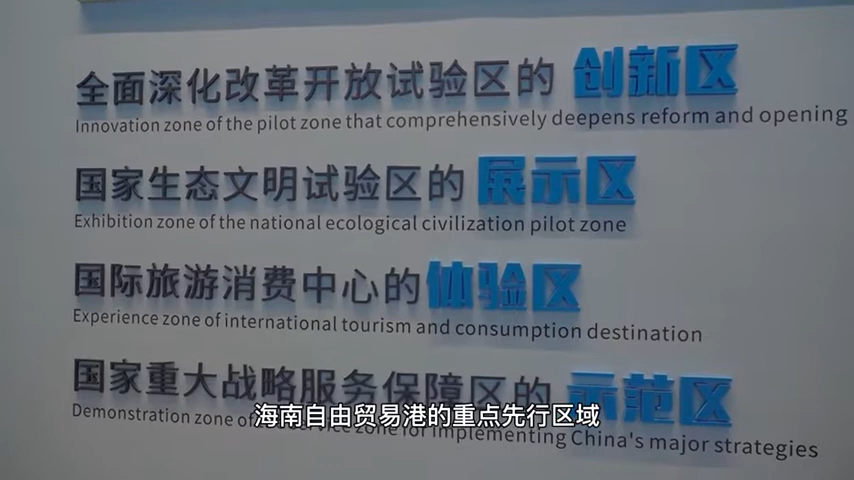 全面深化改革开放试验区的 创新区
Innovation zone of the pilot zone that comprehensively deepens reform and opening
国家生态文明试验区的 展示区
Exhibition zone of the national ecological civilization pilot zone
国际旅游消费中心的体验区
Experience zone of international tourism and consumption destination
国家重大战略服务保障区的 示范区
Demonstration zone of service zone for implementing China's major strategies
海南自由贸易港的重点先行区域